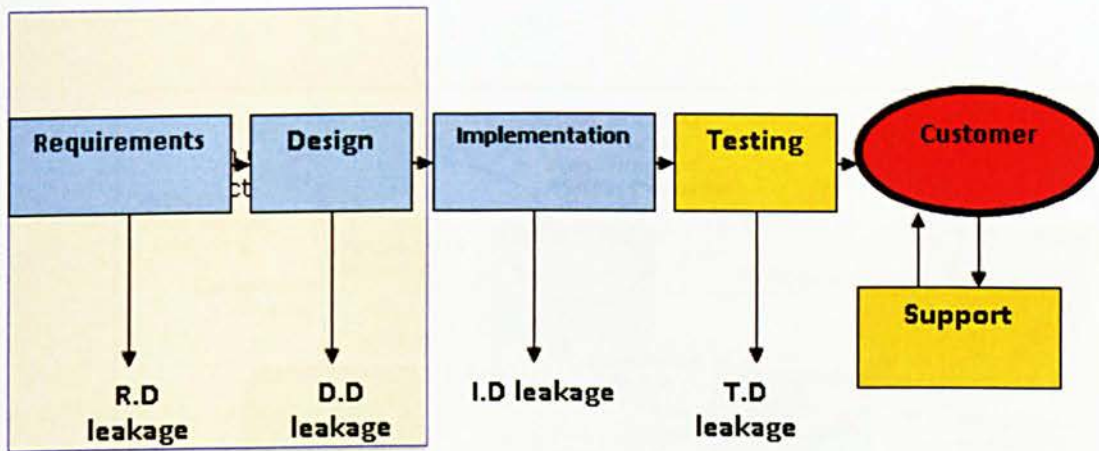 Requirements
Design
Implementation
Testing
Customer
Support
R.D
leakage
D.D
leakage
I.D leakage
T.D
leakage